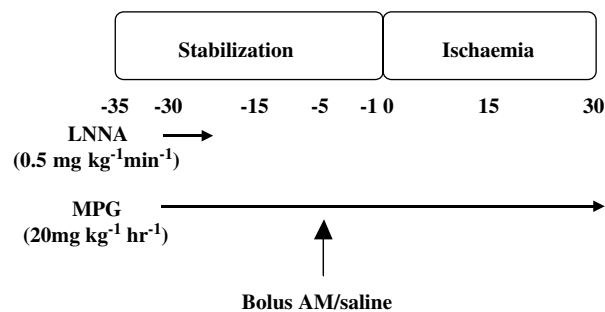 Stabilization Ischaemia
-35 -30 -15 -5 -1 0 15 30
LNNA
(0.5 mg kg⁻¹min⁻¹)
MPG
(20mg kg⁻¹ hr⁻¹)
Bolus AM/saline